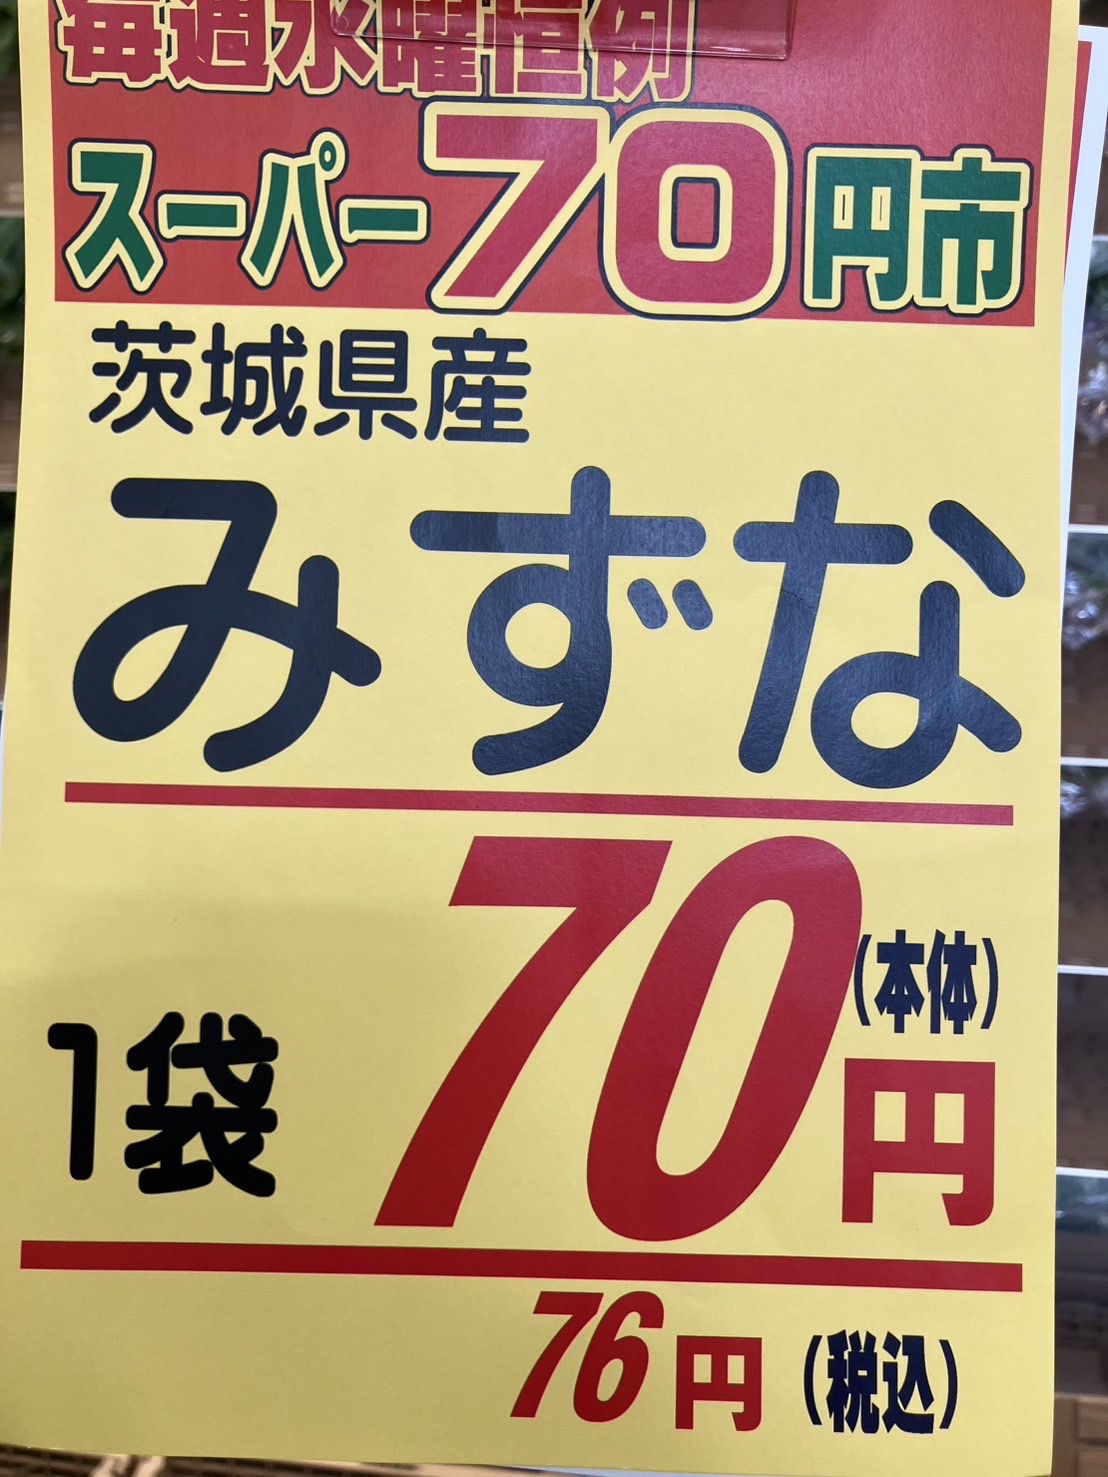 毎週水曜恒例
スーパー70円市
茨城県産
みずな
1袋 70円(本体)
76円(税込)